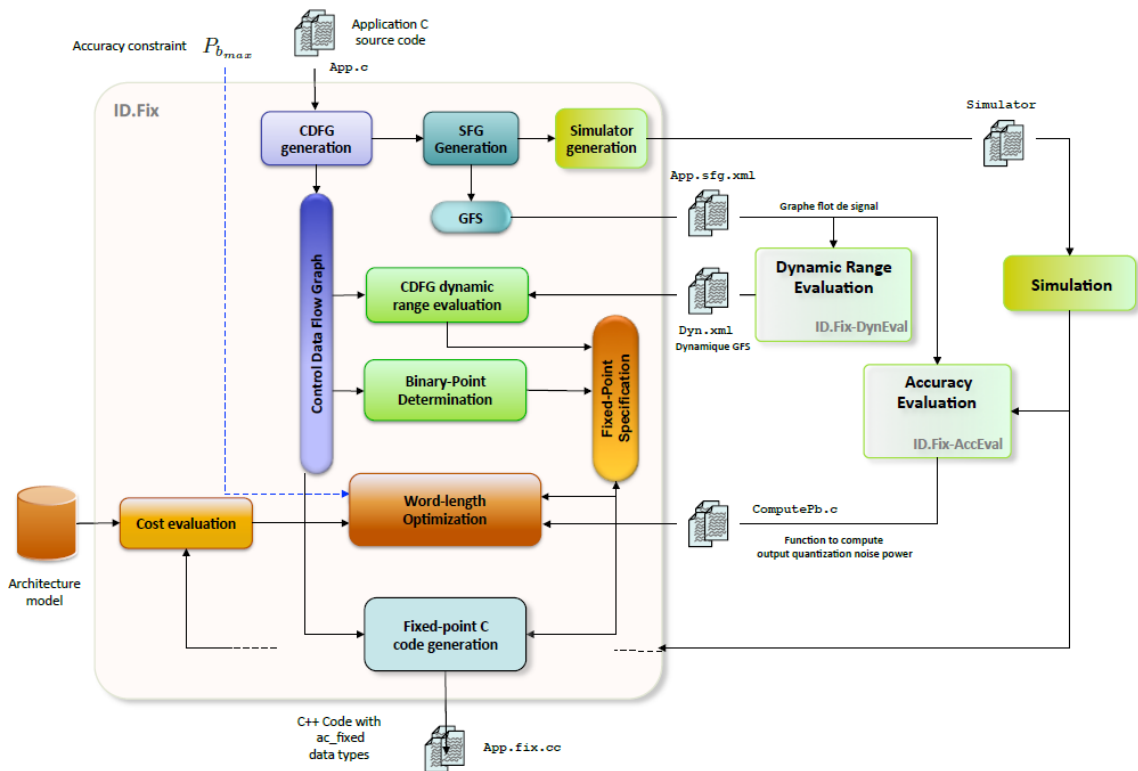 Application C
source code
Accuracy constraint P_{b_{max}}
App.c
ID.Fix
Simulator
CDFG
generation
SFG
Generation
Simulator
generation
App.sfg.xml
Graphe flot de signal
GFS
Control Data Flow Graph
CDFG dynamic
range evaluation
Dynamic Range
Evaluation
ID.Fix-DynEval
Simulation
Dyn.xml
Dynamique GFS
Fixed-Point
Specification
Binary-Point
Determination
Accuracy
Evaluation
ID.Fix-AccEval
Word-length
Optimization
Cost evaluation
ComputePb.c
Function to compute
output quantization noise power
Architecture
model
Fixed-point C
code generation
C++ Code with
ac_fixed
data types
App.fix.cc